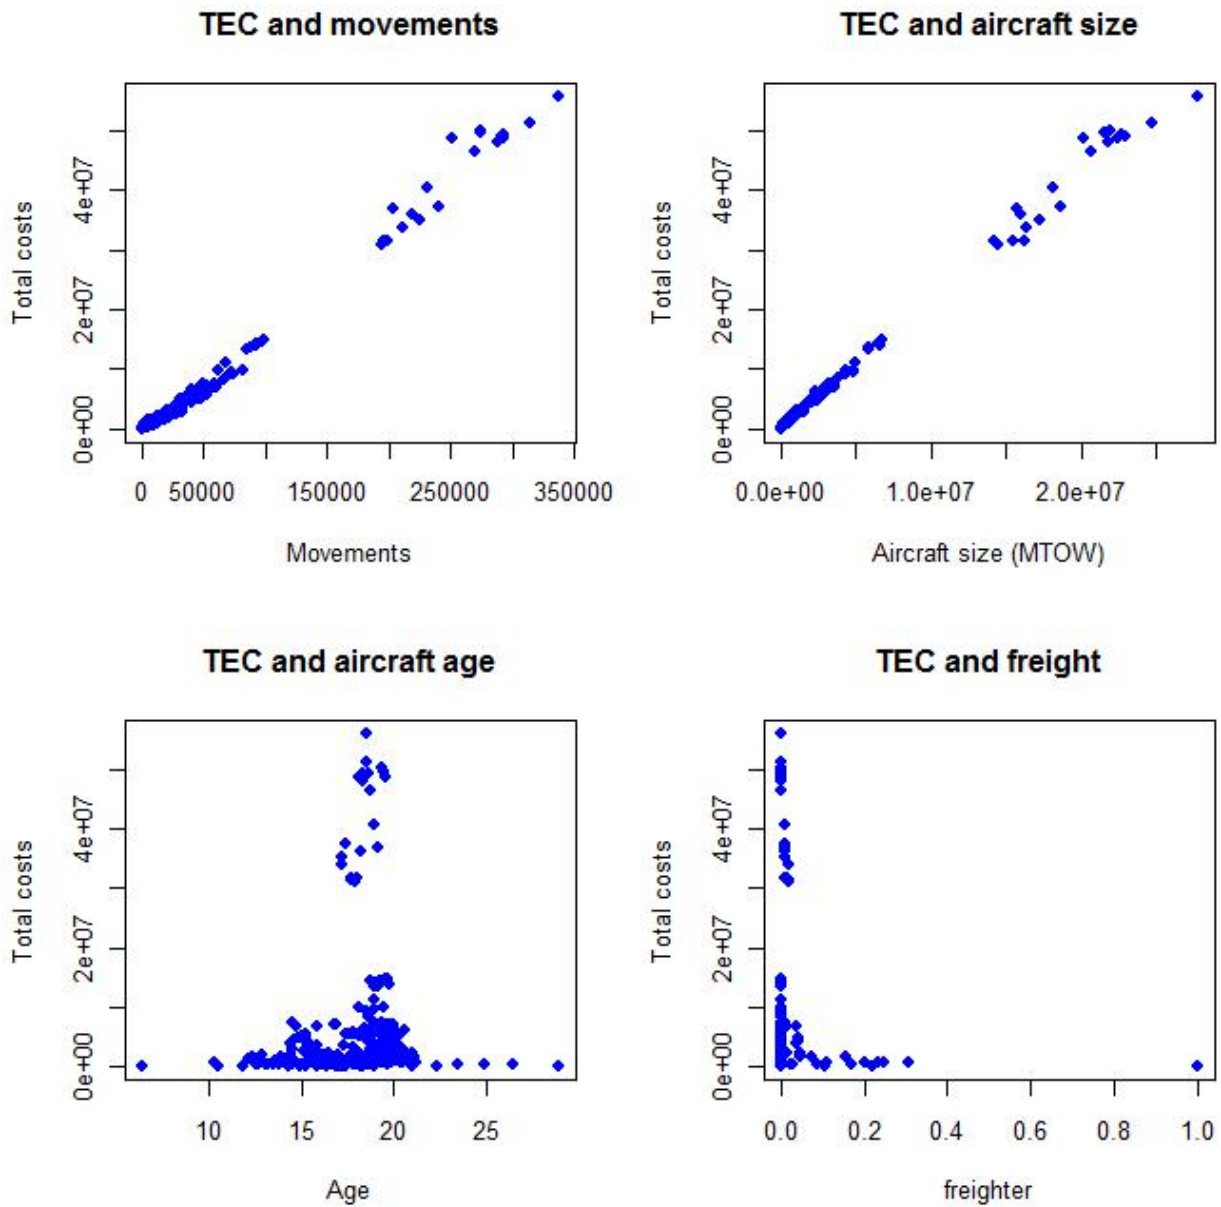 TEC and movements
Total costs
0e+00 2e+07 4e+07
0 50000 150000 250000 350000
Movements
TEC and aircraft size
Total costs
0e+00 2e+07 4e+07
0.0e+00 1.0e+07 2.0e+07
Aircraft size (MTOW)
TEC and aircraft age
Total costs
0e+00 2e+07 4e+07
10 15 20 25
Age
TEC and freight
Total costs
0e+00 2e+07 4e+07
0.0 0.2 0.4 0.6 0.8 1.0
freighter